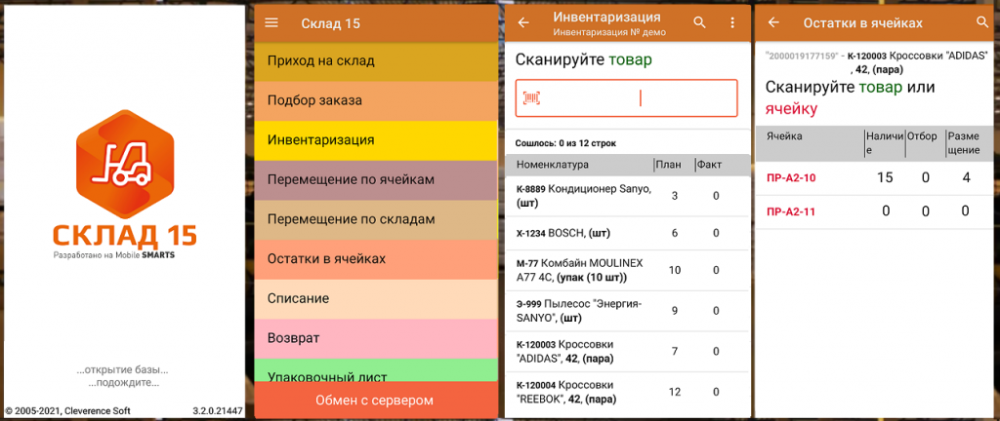 СКЛАД 15
Разработано на Mobile SMARTS
...открытие базы...
...подождите...
© 2005-2021, Cleverence Soft 3.2.0.21447
Склад 15
Приход на склад
Подбор заказа
Инвентаризация
Перемещение по ячейкам
Перемещение по складам
Остатки в ячейках
Списание
Возврат
Упаковочный лист
Обмен с сервером
Инвентаризация
Инвентаризация № демо
Сканируйте товар
Сошлось: 0 из 12 строк
Номенклатура План Факт
К-8889 Кондиционер Sanyo, 3 0
(шт)
Х-1234 BOSCH, (шт) 6 0
М-77 Комбайн MOULINEX 10 0
A77 4C, (упак (10 шт))
Э-999 Пылесос "Энергия- 9 0
SANYO", (шт)
К-120003 Кроссовки 7 0
"ADIDAS", 42, (пара)
К-120004 Кроссовки 12 0
"REEBOK", 42, (пара)
Остатки в ячейках
"2000019177159" - К-120003 Кроссовки "ADIDAS"
, 42, (пара)
Сканируйте товар или
ячейку
Ячейка Наличи Отбор Разме
е щение
ПР-А2-10 15 0 4
ПР-А2-11 0 0 0